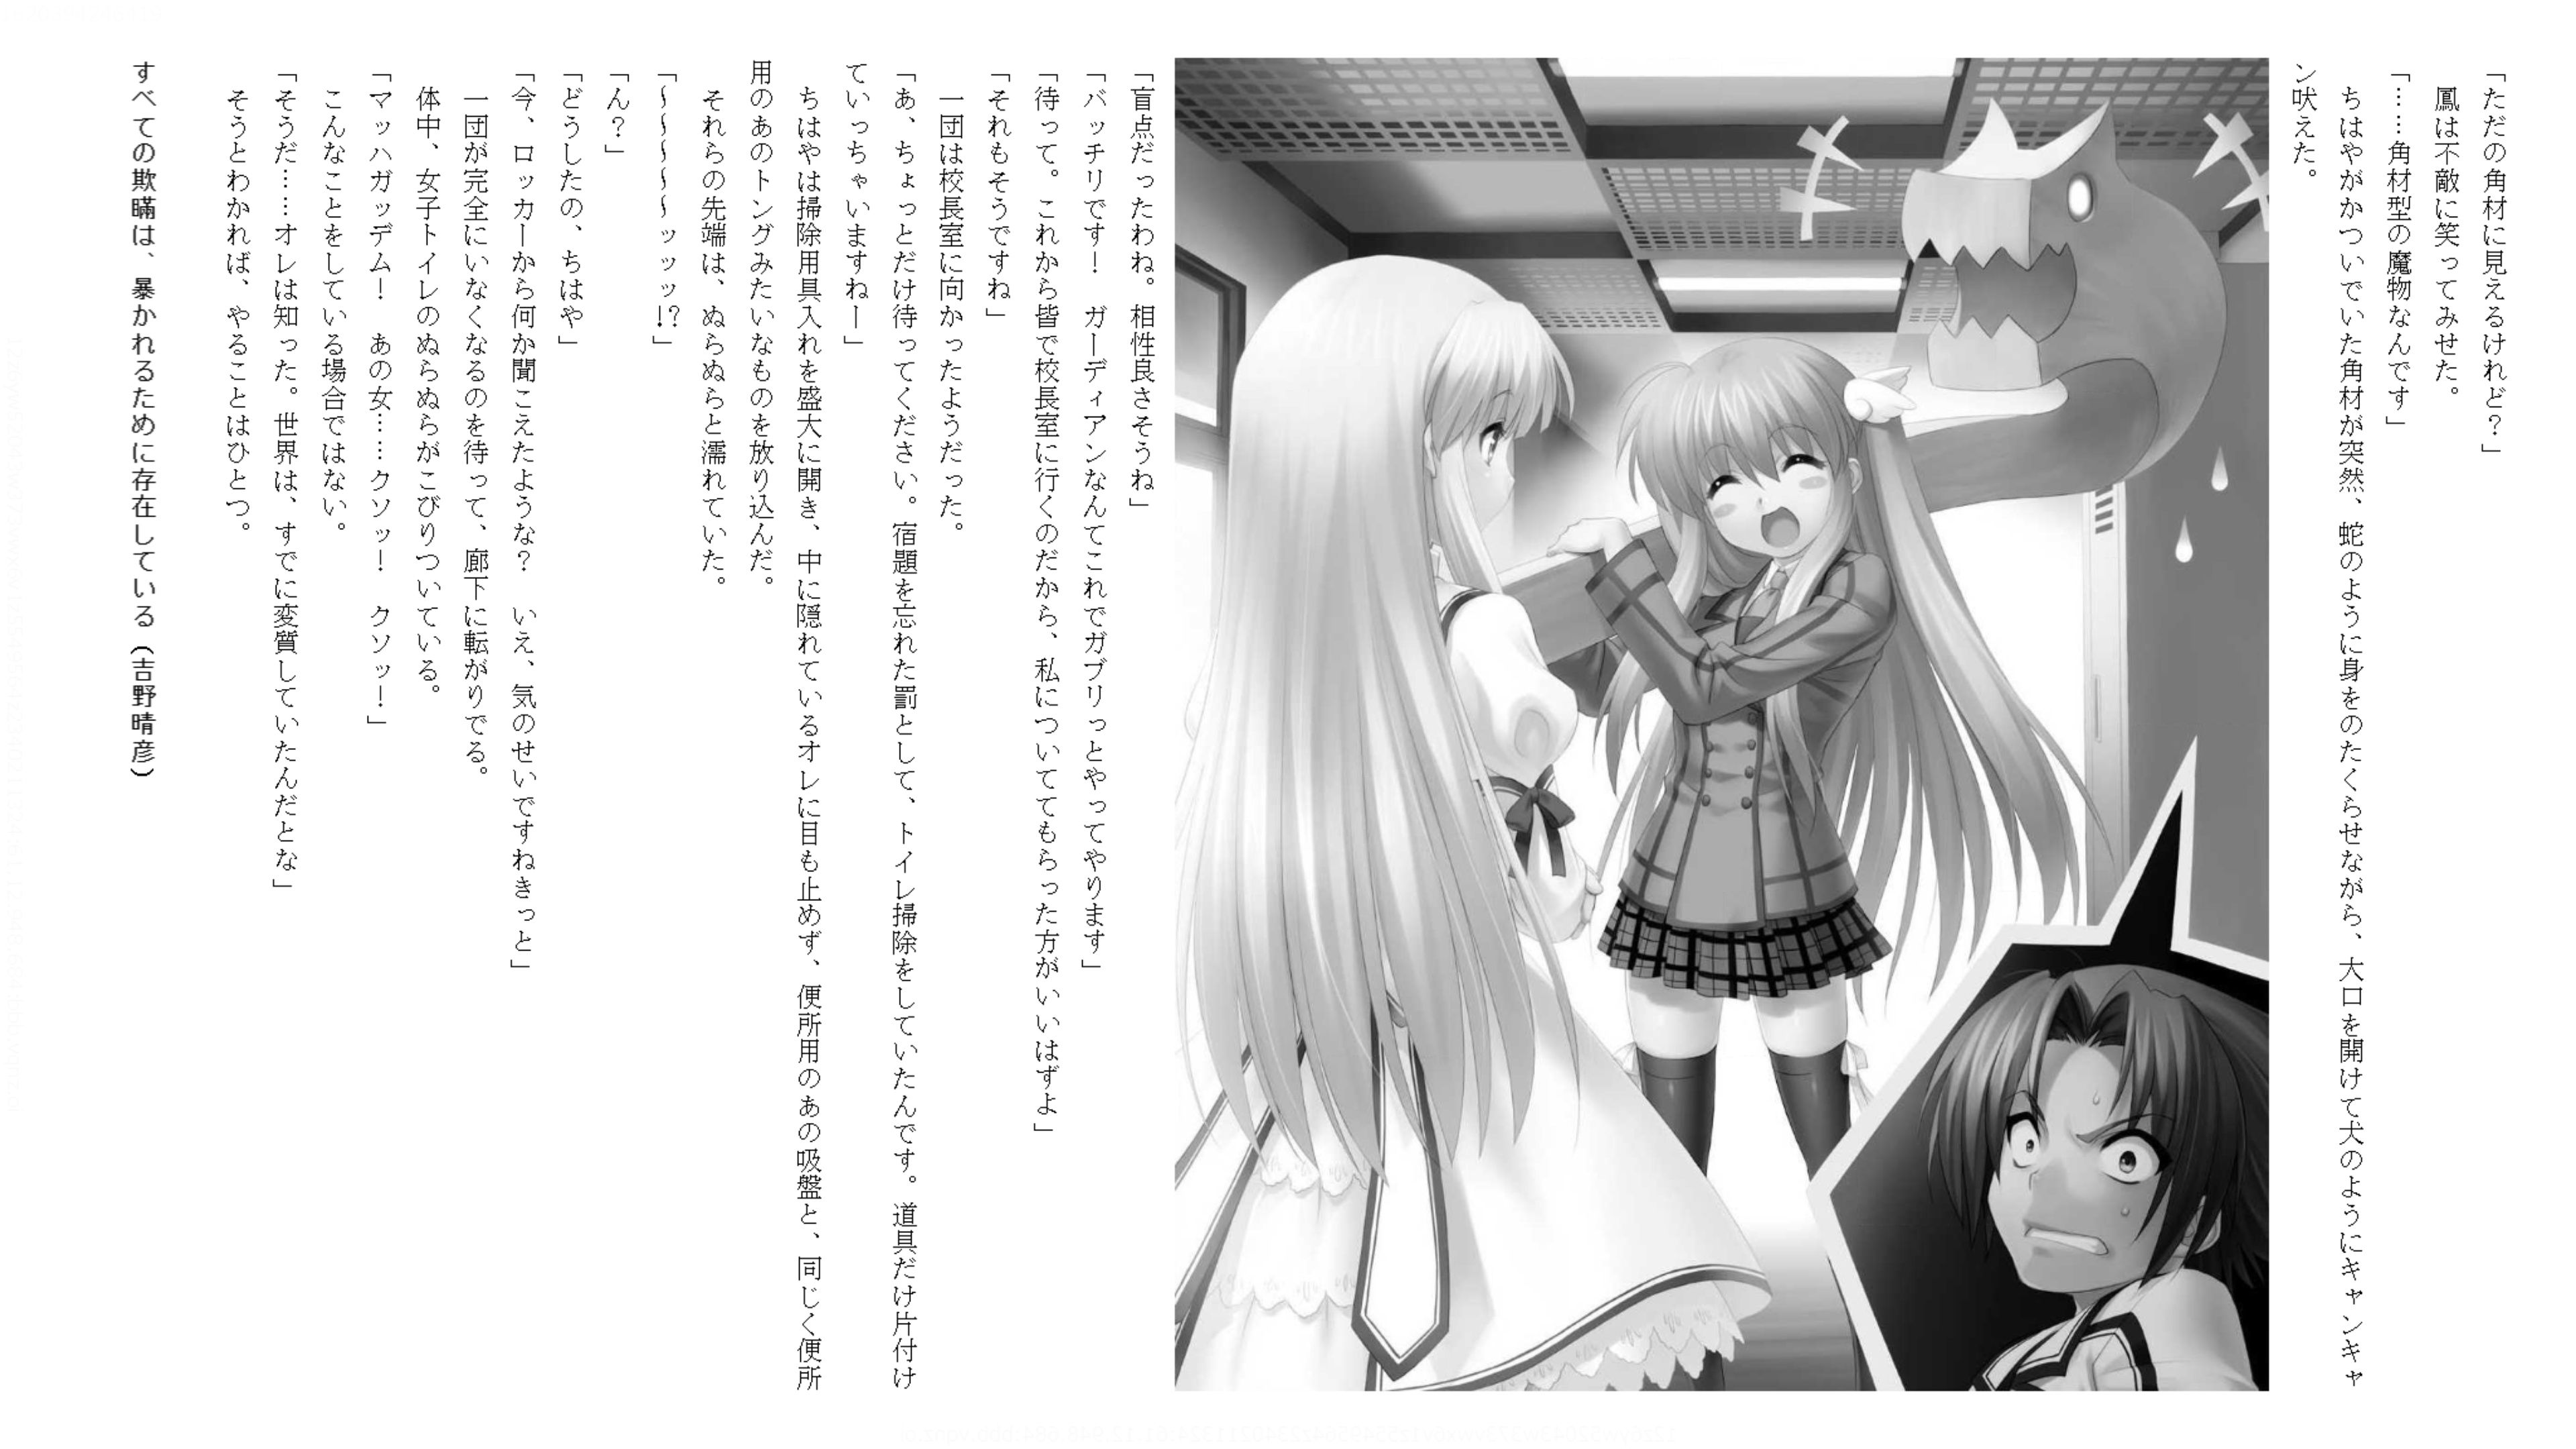 「ただの角材に見えるけれど？」
鳳は不敵に笑ってみせた。
「……角材型の魔物なんです」
ちはやがかついでいた角材が突然、蛇のように身をのたくらせながら、大口を開けて犬のようにキャンキャ
ン吠えた。
「盲点だったわね。相性良さそうね」
「バッチリです！　ガーディアンなんてこれでガブリっとやってやります」
「待って。これから皆で校長室に行くのだから、私についててもらった方がいいはずよ」
「それもそうですね」
一団は校長室に向かったようだった。
「あ、ちょっとだけ待ってください。宿題を忘れた罰として、トイレ掃除をしていたんです。道具だけ片付け
ていっちゃいますねー」
ちはやは掃除用具入れを盛大に開き、中に隠れているオレに目も止めず、便所用のあの吸盤と、同じく便所
用のあのトングみたいなものを放り込んだ。
それらの先端は、ぬらぬらと濡れていた。
「～～～～～ッッッ!?」
「ん？」
「どうしたの、ちはや」
「今、ロッカーから何か聞こえたような？　いえ、気のせいですねきっと」
一団が完全にいなくなるのを待って、廊下に転がりでる。
体中、女子トイレのぬらぬらがこびりついている。
「マッハガッデム！　あの女……クソッ！　クソッ！」
こんなことをしている場合ではない。
「そうだ……オレは知った。世界は、すでに変質していたんだとな」
そうとわかれば、やることはひとつ。
すべての欺瞞は、暴かれるために存在している（吉野晴彦）